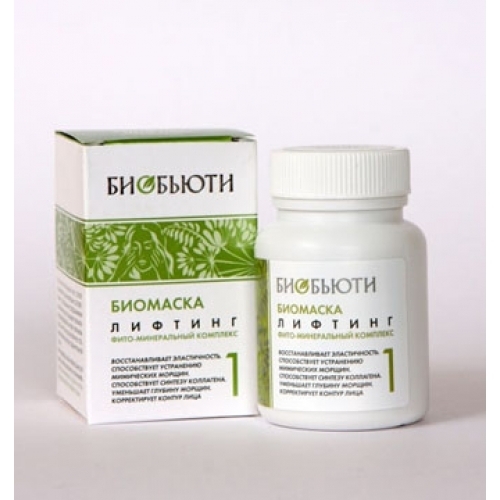 БИОБЬЮТИ
БИОМАСКА
ЛИФТИНГ
ФИТО-МИНЕРАЛЬНЫЙ КОМПЛЕКС
ВОССТАНАВЛИВАЕТ ЭЛАСТИЧНОСТЬ.
СПОСОБСТВУЕТ УСТРАНЕНИЮ
МИМИЧЕСКИХ МОРЩИН.
СПОСОБСТВУЕТ СИНТЕЗУ КОЛЛАГЕНА.
УМЕНЬШАЕТ ГЛУБИНУ МОРЩИН.
КОРРЕКТИРУЕТ КОНТУР ЛИЦА
1
БИОБЬЮТИ
БИОМАСКА
ЛИФТИНГ
ФИТО-МИНЕРАЛЬНЫЙ КОМПЛЕКС
ВОССТАНАВЛИВАЕТ ЭЛАСТИЧНОСТЬ.
СПОСОБСТВУЕТ УСТРАНЕНИЮ
МИМИЧЕСКИХ МОРЩИН.
СПОСОБСТВУЕТ СИНТЕЗУ КОЛЛАГЕНА.
УМЕНЬШАЕТ ГЛУБИНУ МОРЩИН.
КОРРЕКТИРУЕТ КОНТУР ЛИЦА
1